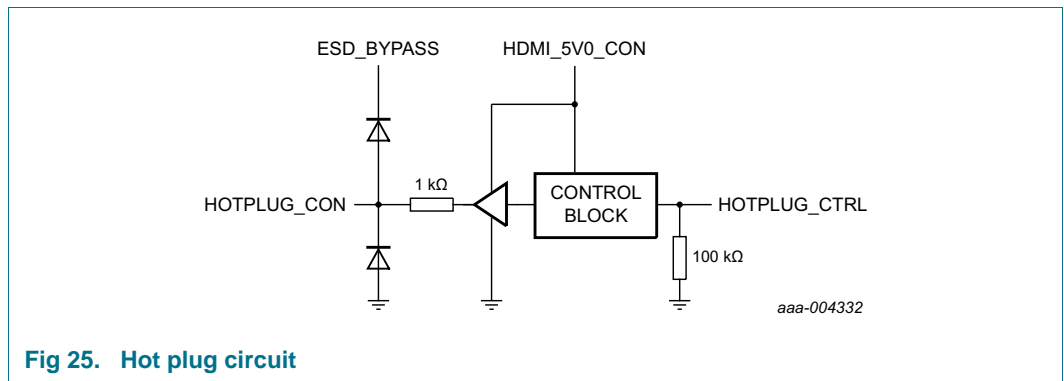 ESD_BYPASS
HDMI_5V0_CON
1 kΩ
HOTPLUG_CON
CONTROL
BLOCK
HOTPLUG_CTRL
100 kΩ
aaa-004332
Fig 25. Hot plug circuit